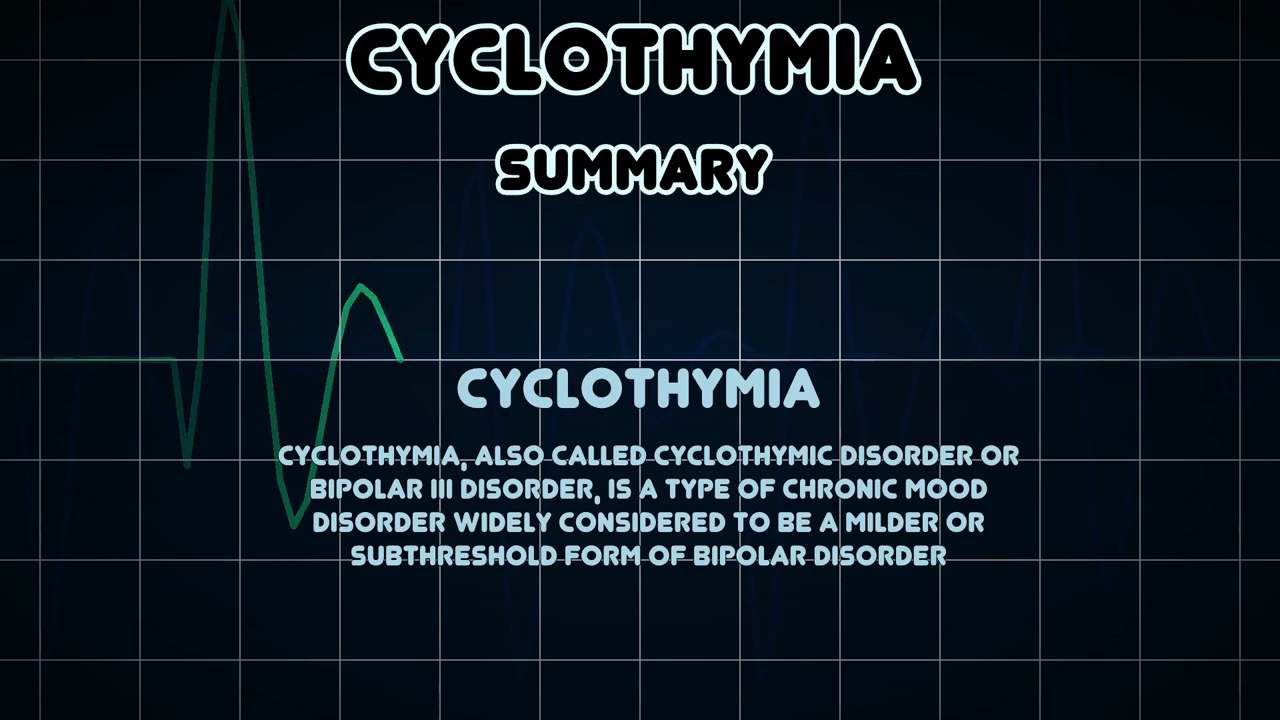 CYCLOTHYMIA
SUMMARY
CYCLOTHYMIA
CYCLOTHYMIA, ALSO CALLED CYCLOTHYMIC DISORDER OR
BIPOLAR III DISORDER, IS A TYPE OF CHRONIC MOOD
DISORDER WIDELY CONSIDERED TO BE A MILDER OR
SUBTHRESHOLD FORM OF BIPOLAR DISORDER